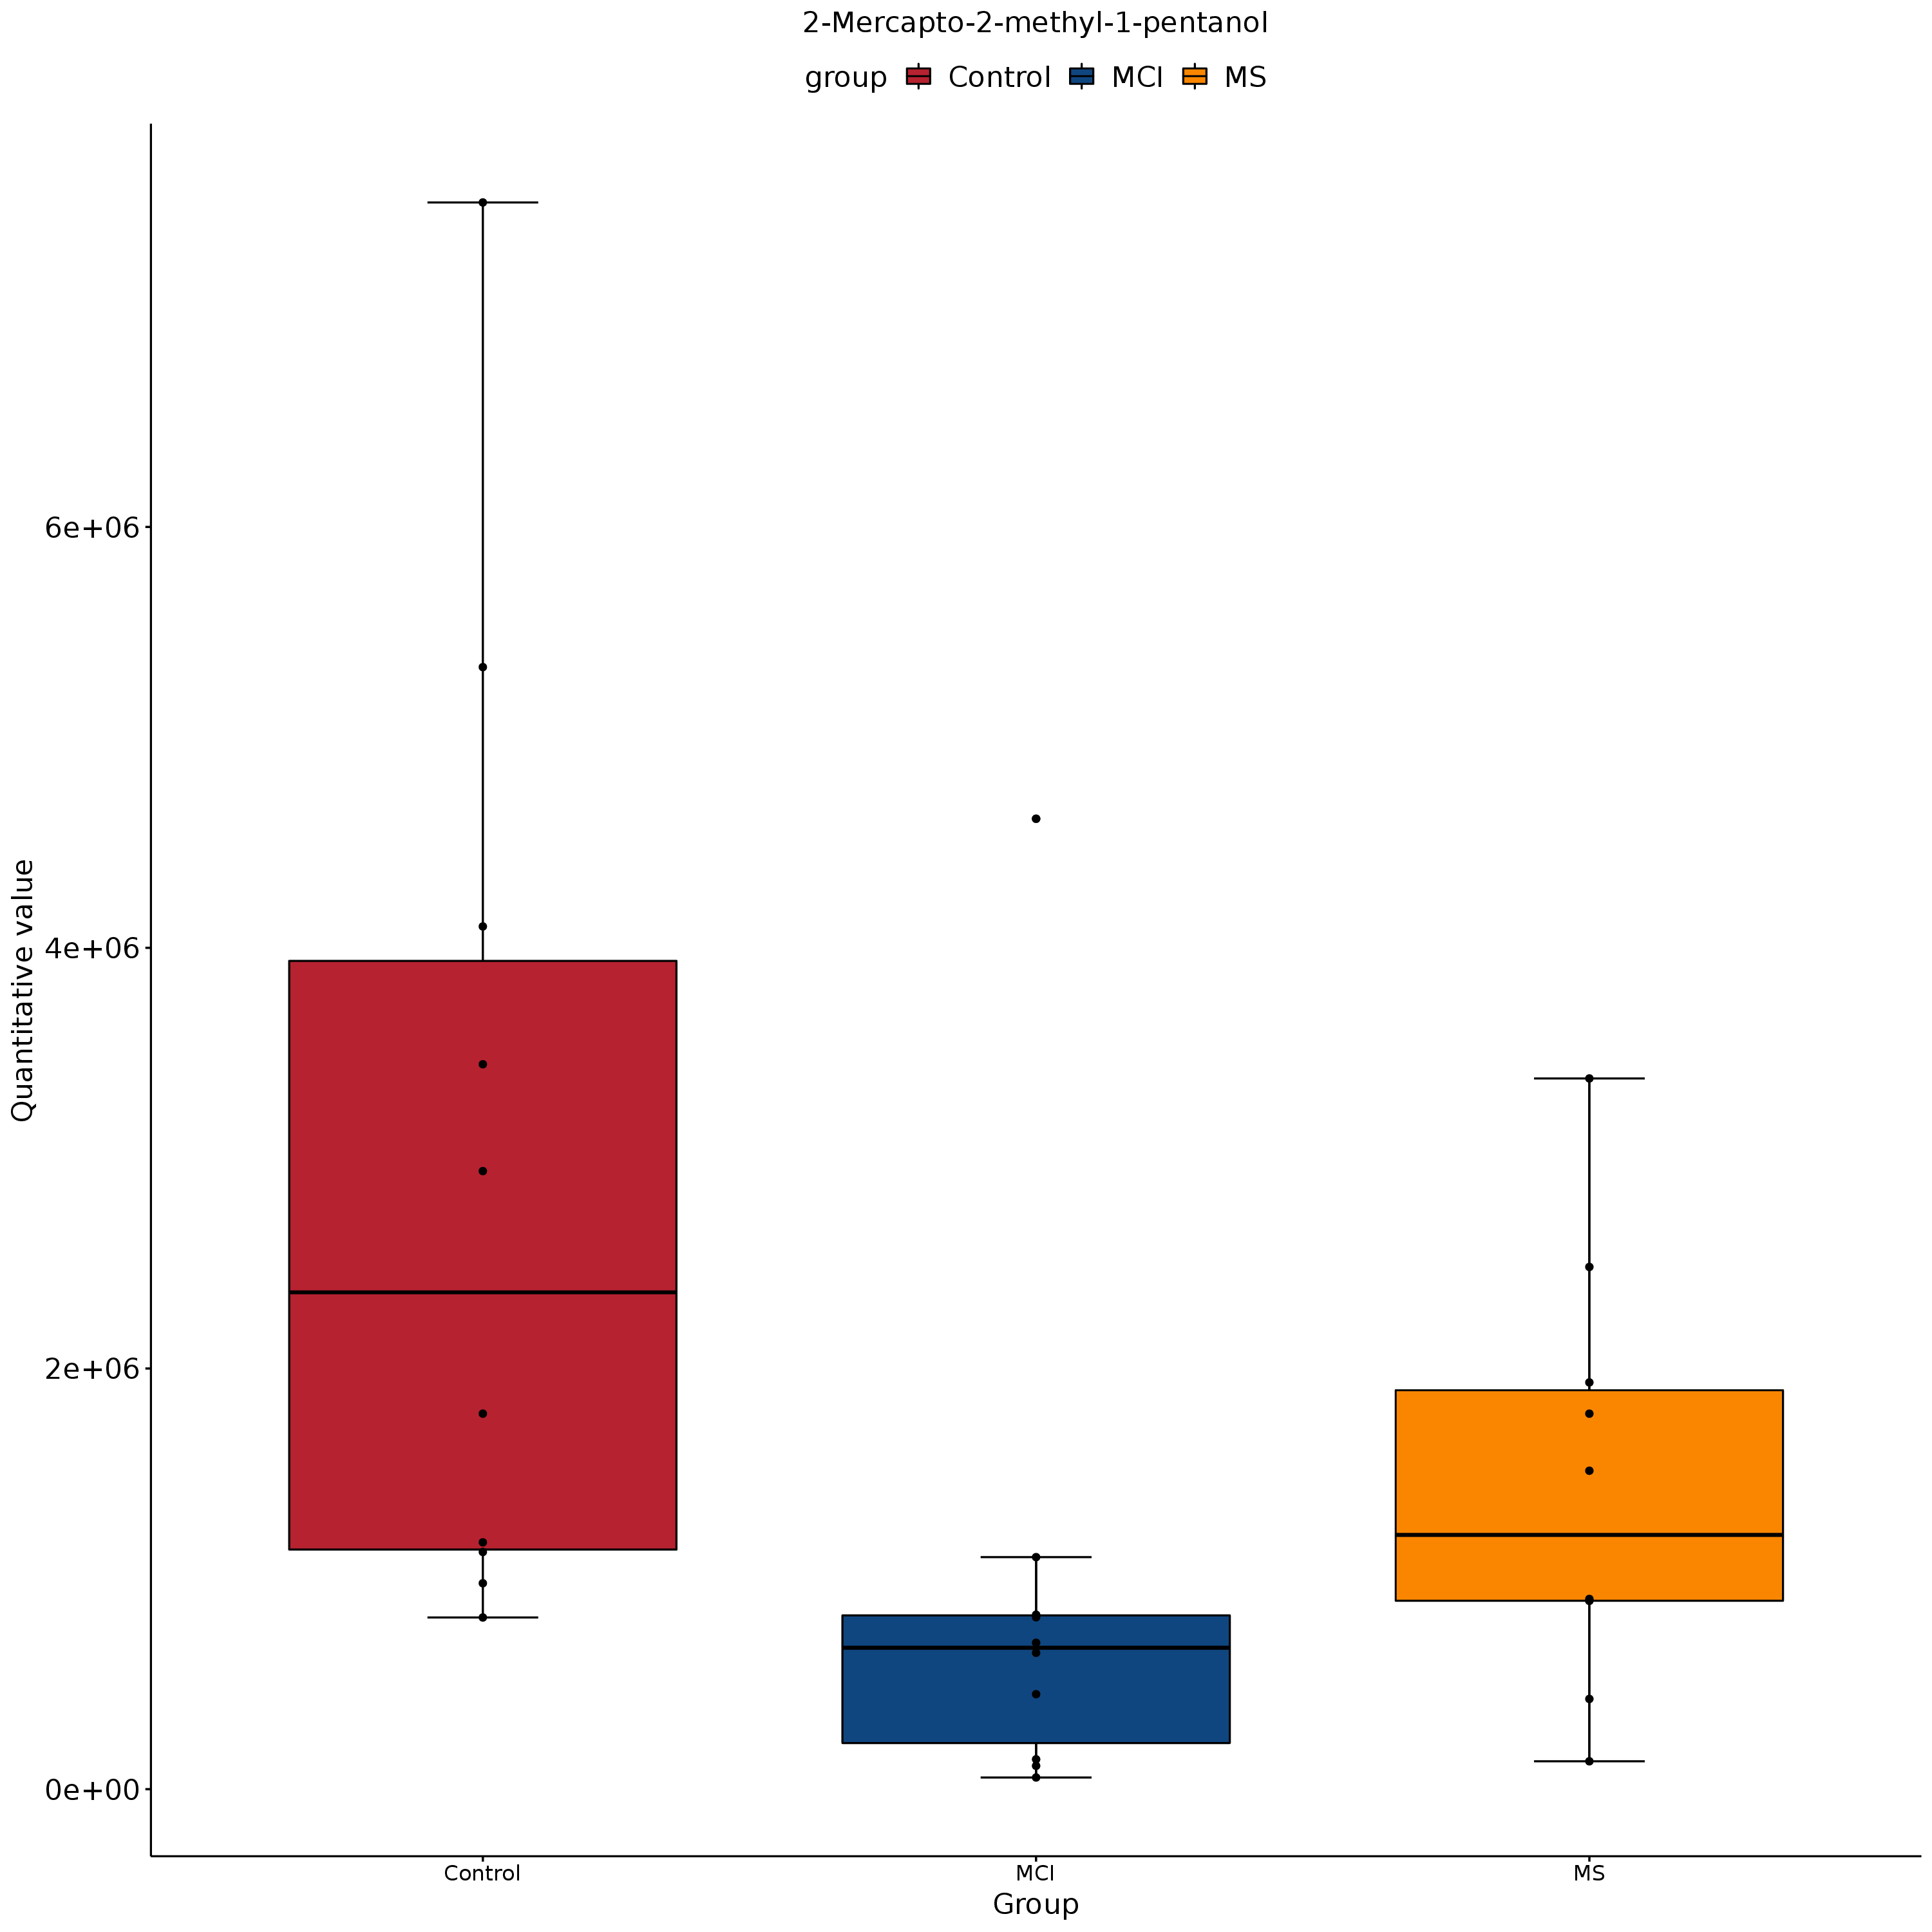 2-Mercapto-2-methyl-1-pentanol
group Control MCI MS
Quantitative value
6e+06
4e+06
2e+06
0e+00
Control MCI MS
Group